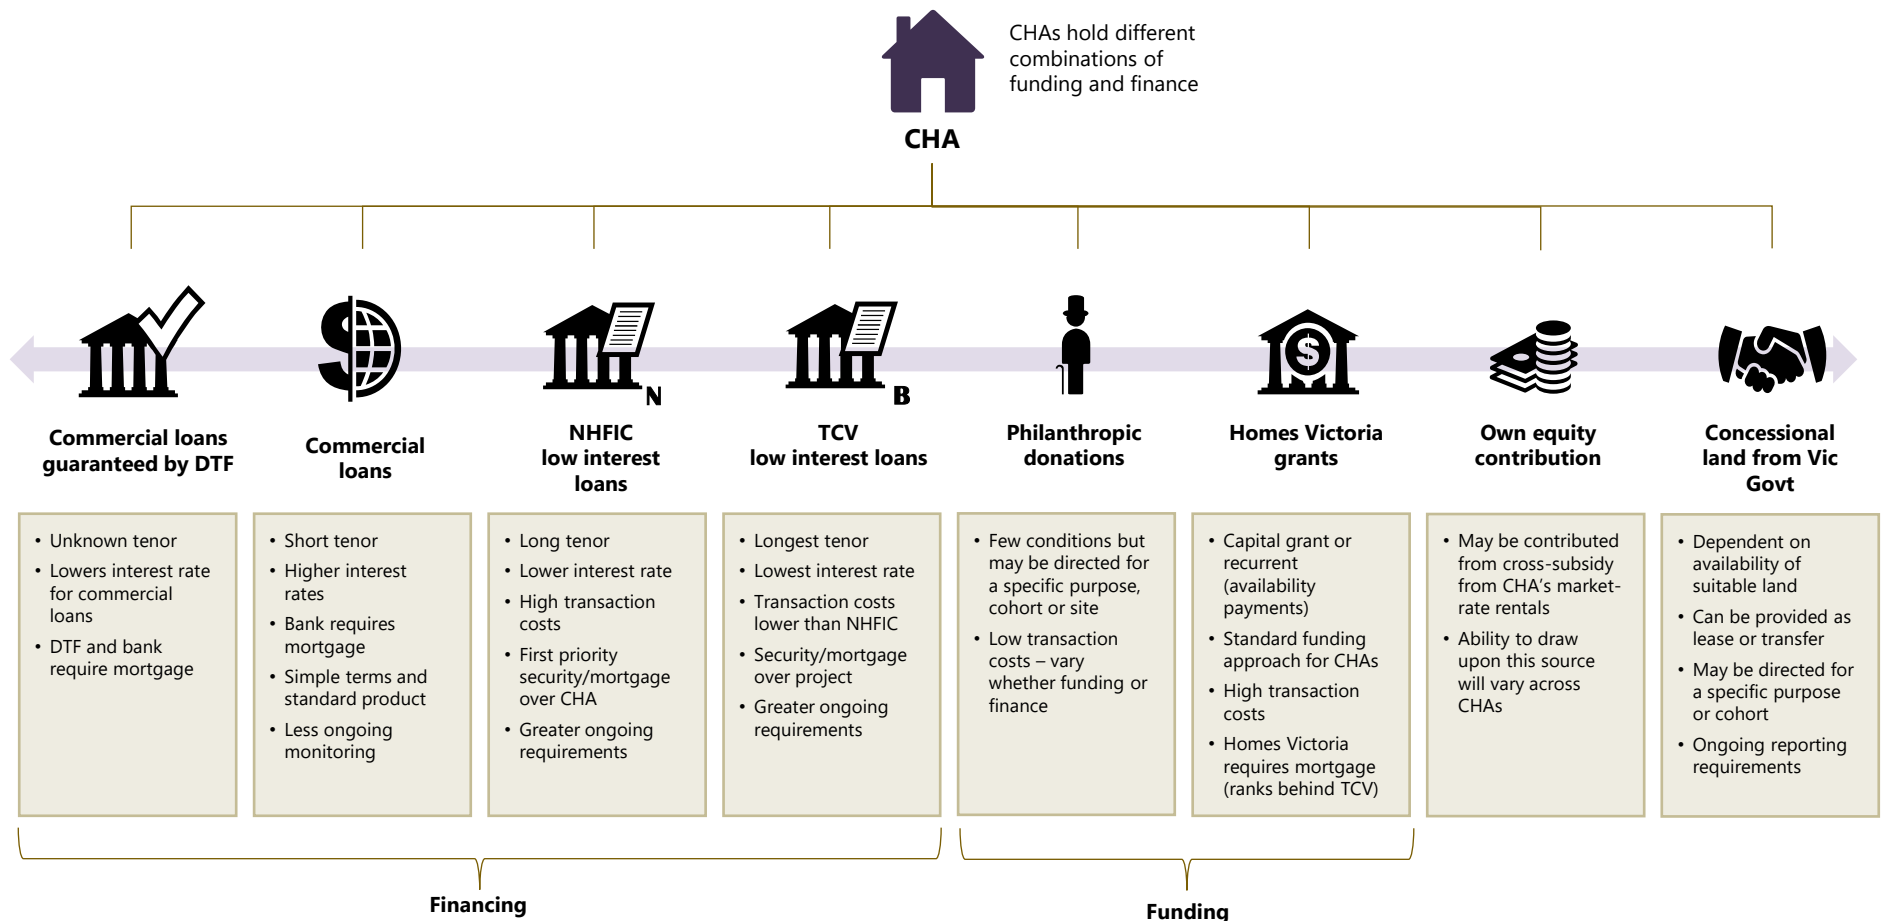 CHAs hold different
combinations of
funding and finance
CHA
N
B
Commercial loans
guaranteed by DTF
Commercial
loans
NHFIC
low interest
loans
TCV
low interest loans
Philanthropic
donations
Homes Victoria
grants
Own equity
contribution
Concessional
land from Vic
Govt
• Unknown tenor
• Lowers interest rate
for commercial
loans
• DTF and bank
require mortgage
• Short tenor
• Higher interest
rates
• Bank requires
mortgage
• Simple terms and
standard product
• Less ongoing
monitoring
• Long tenor
• Lower interest rate
• High transaction
costs
• First priority
security/mortgage
over CHA
• Greater ongoing
requirements
• Longest tenor
• Lowest interest rate
• Transaction costs
lower than NHFIC
• Security/mortgage
over project
• Greater ongoing
requirements
• Few conditions but
may be directed for
a specific purpose,
cohort or site
• Low transaction
costs – vary
whether funding or
finance
• Capital grant or
recurrent
(availability
payments)
• Standard funding
approach for CHAs
• High transaction
costs
• Homes Victoria
requires mortgage
(ranks behind TCV)
• May be contributed
from cross-subsidy
from CHA's market-
rate rentals
• Ability to draw
upon this source
will vary across
CHAs
• Dependent on
availability of
suitable land
• Can be provided as
lease or transfer
• May be directed for
a specific purpose
or cohort
• Ongoing reporting
requirements
Financing
Funding